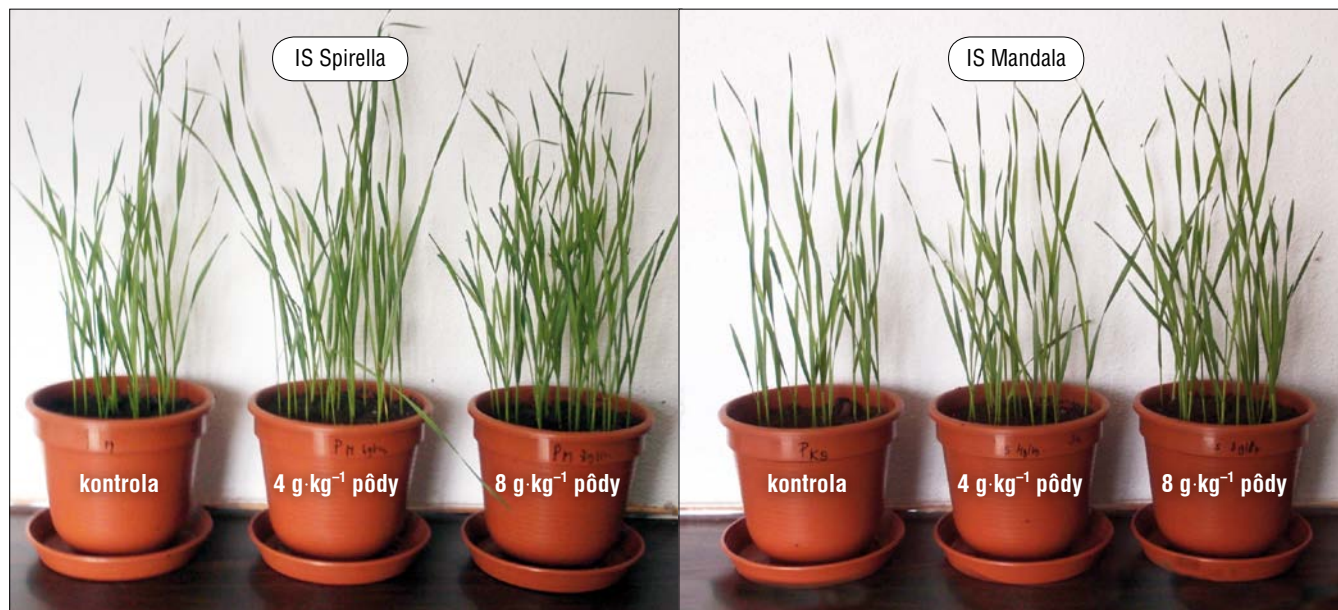 IS Spirella
IS Mandala
kontrola
4 g·kg⁻¹ pôdy
8 g·kg⁻¹ pôdy
kontrola
4 g·kg⁻¹ pôdy
8 g·kg⁻¹ pôdy
PKS